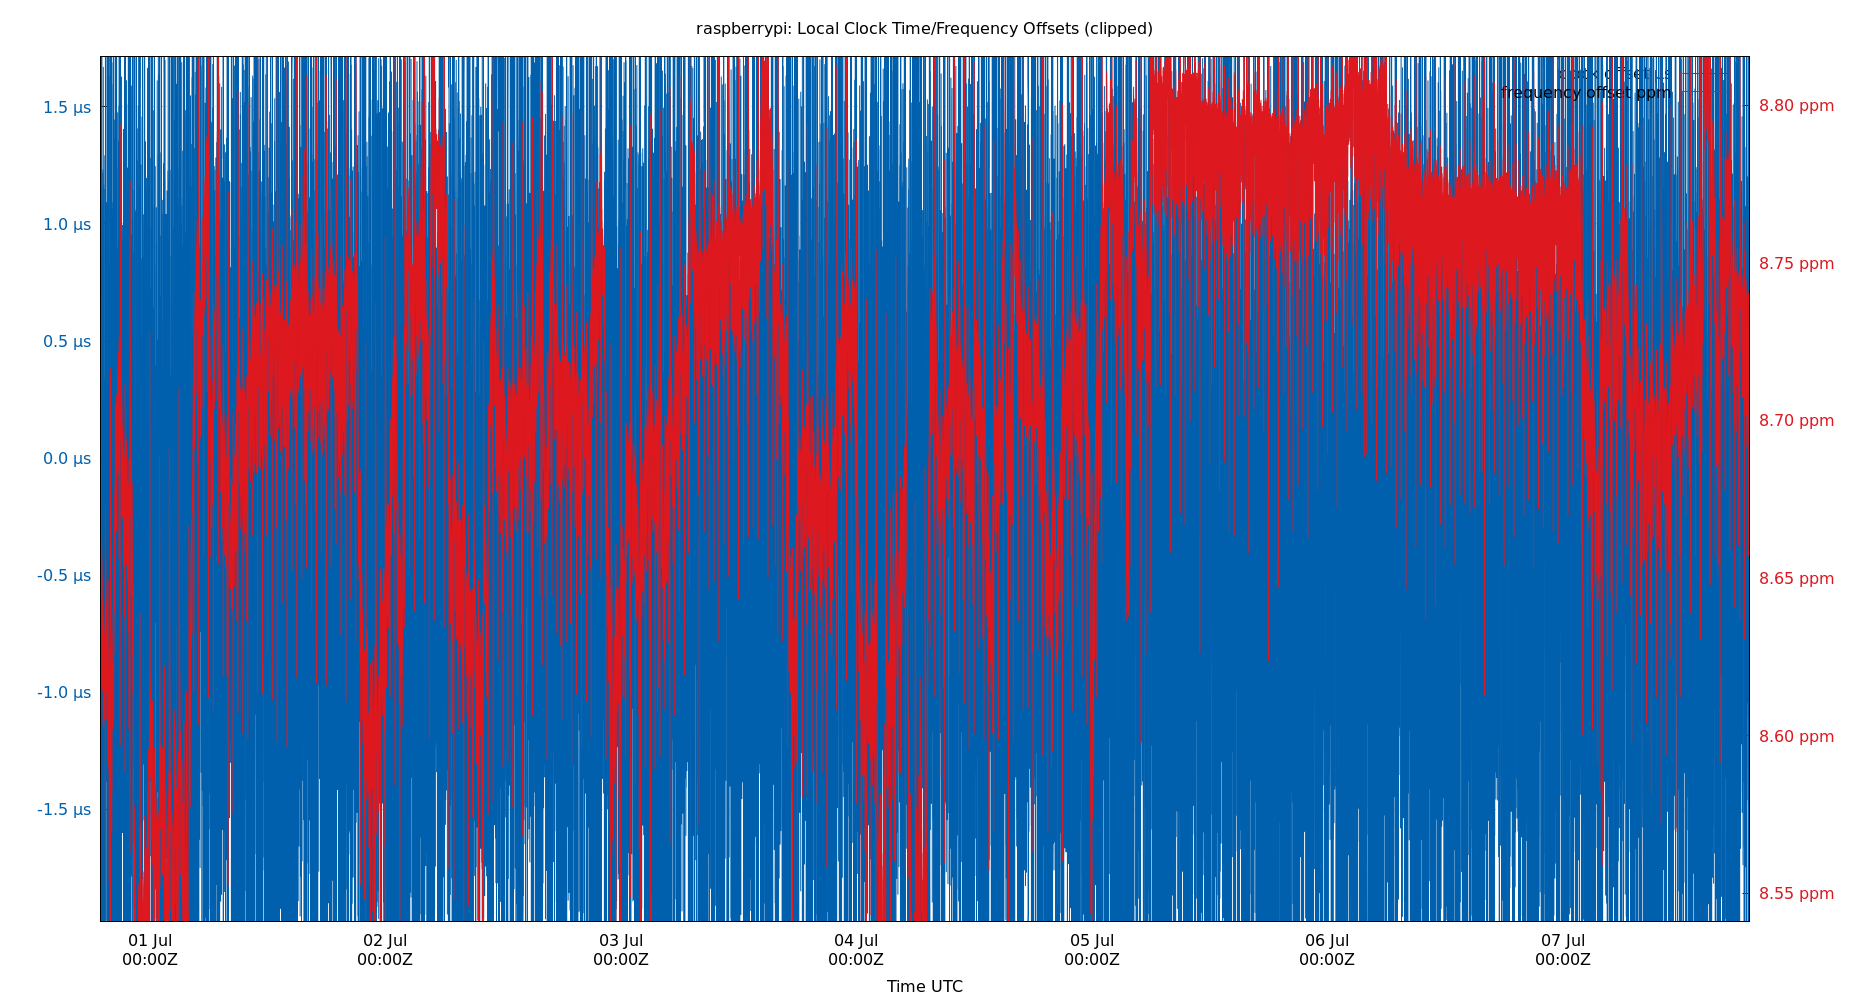 raspberrypi: Local Clock Time/Frequency Offsets (clipped)
clock offset µs
frequency offset ppm
1.5 µs
1.0 µs
0.5 µs
0.0 µs
-0.5 µs
-1.0 µs
-1.5 µs
8.80 ppm
8.75 ppm
8.70 ppm
8.65 ppm
8.60 ppm
8.55 ppm
01 Jul
00:00Z
02 Jul
00:00Z
03 Jul
00:00Z
04 Jul
00:00Z
05 Jul
00:00Z
06 Jul
00:00Z
07 Jul
00:00Z
Time UTC